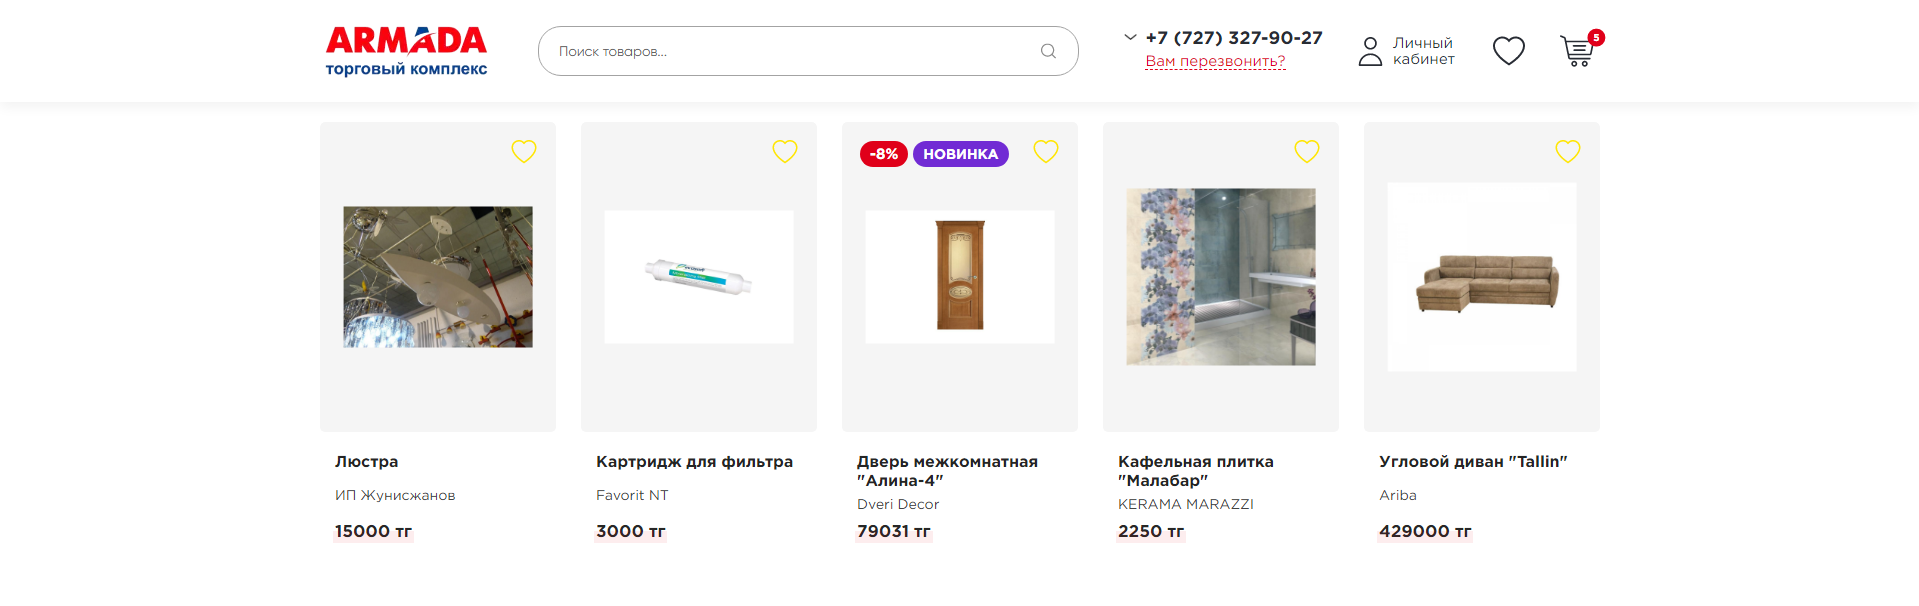 ARMADA
торговый комплекс
Поиск товаров...
+7 (727) 327-90-27
Вам перезвонить?
Личный
кабинет
5
-8%
НОВИНКА
Люстра
ИП Жунисжанов
15000 тг
Картридж для фильтра
Favorit NT
3000 тг
Дверь межкомнатная
"Алина-4"
Dveri Decor
79031 тг
Кафельная плитка
"Малабар"
KERAMA MARAZZI
2250 тг
Угловой диван "Tallin"
Ariba
429000 тг